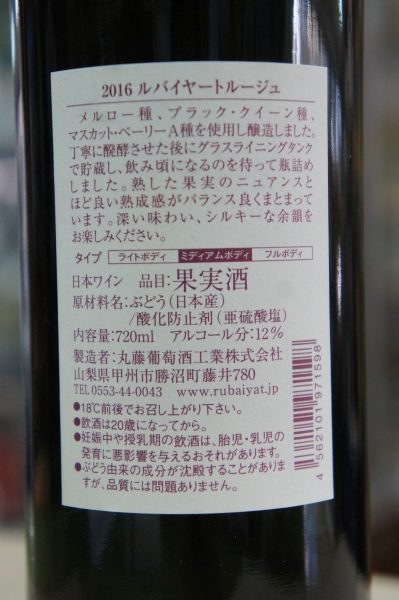 2016 ルバイヤートルージュ
メルロー種、ブラック・クイーン種、
マスカット・ベーリーA種を使用し醸造しました。
丁寧に醗酵させた後にグラスライニングタンク
で貯蔵し、飲み頃になるのを待って瓶詰め
しました。熟した果実のニュアンスと
ほど良い熟成感がバランス良くまとまって
います。深い味わい、シルキーな余韻を
お楽しみください。
タイプ ライトボディ ミディアムボディ フルボディ
日本ワイン 品目:果実酒
原材料名:ぶどう(日本産)
/酸化防止剤(亜硫酸塩)
内容量:720ml アルコール分:12%
製造者:丸藤葡萄酒工業株式会社
山梨県甲州市勝沼町藤井780
TEL 0553-44-0043 www.rubaiyat.jp
●18℃前後でお召し上がり下さい。
●飲酒は20歳になってから。
●妊娠中や授乳期の飲酒は、胎児・乳児の
発育に悪影響を与えるおそれがあります。
●ぶどう由来の成分が沈殿することがありま
すが、品質には問題ありません。
4 562101 971598